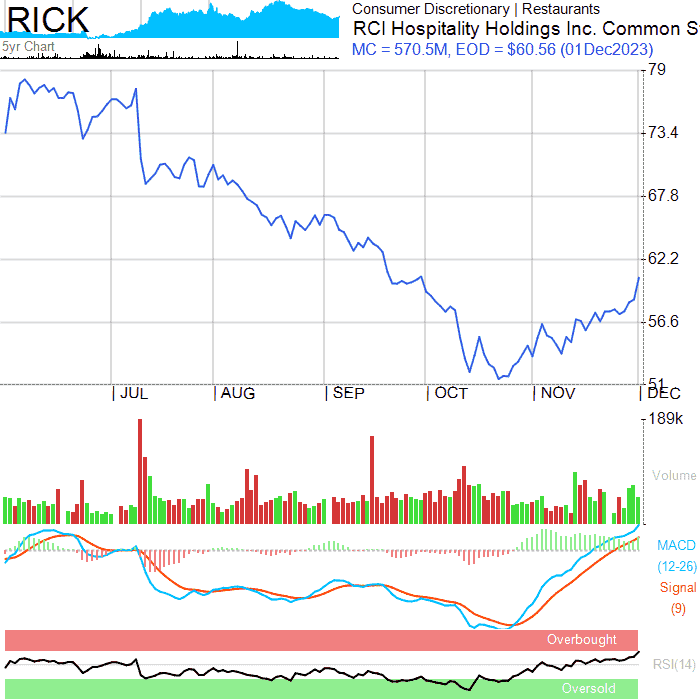 RICK
5yr Chart
Consumer Discretionary | Restaurants
RCI Hospitality Holdings Inc. Common S
MC = 570.5M, EOD = $60.56 (01Dec2023)
79
73.4
67.8
62.2
56.6
51
JUL AUG SEP OCT NOV DEC
189k
Volume
MACD
(12-26)
Signal
(9)
Overbought
RSI(14)
Oversold